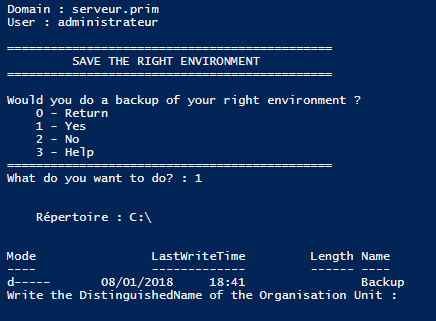 Domain : serveur.prim
User : administrateur
=============================================
SAVE THE RIGHT ENVIRONMENT
=============================================
Would you do a backup of your right environment ?
0 - Return
1 - Yes
2 - No
3 - Help
=============================================
What do you want to do? : 1
Répertoire : C:\
Mode LastWriteTime Length Name
---- ------------- ------ ----
d----- 08/01/2018 18:41 Backup
Write the DistinguishedName of the Organisation Unit :